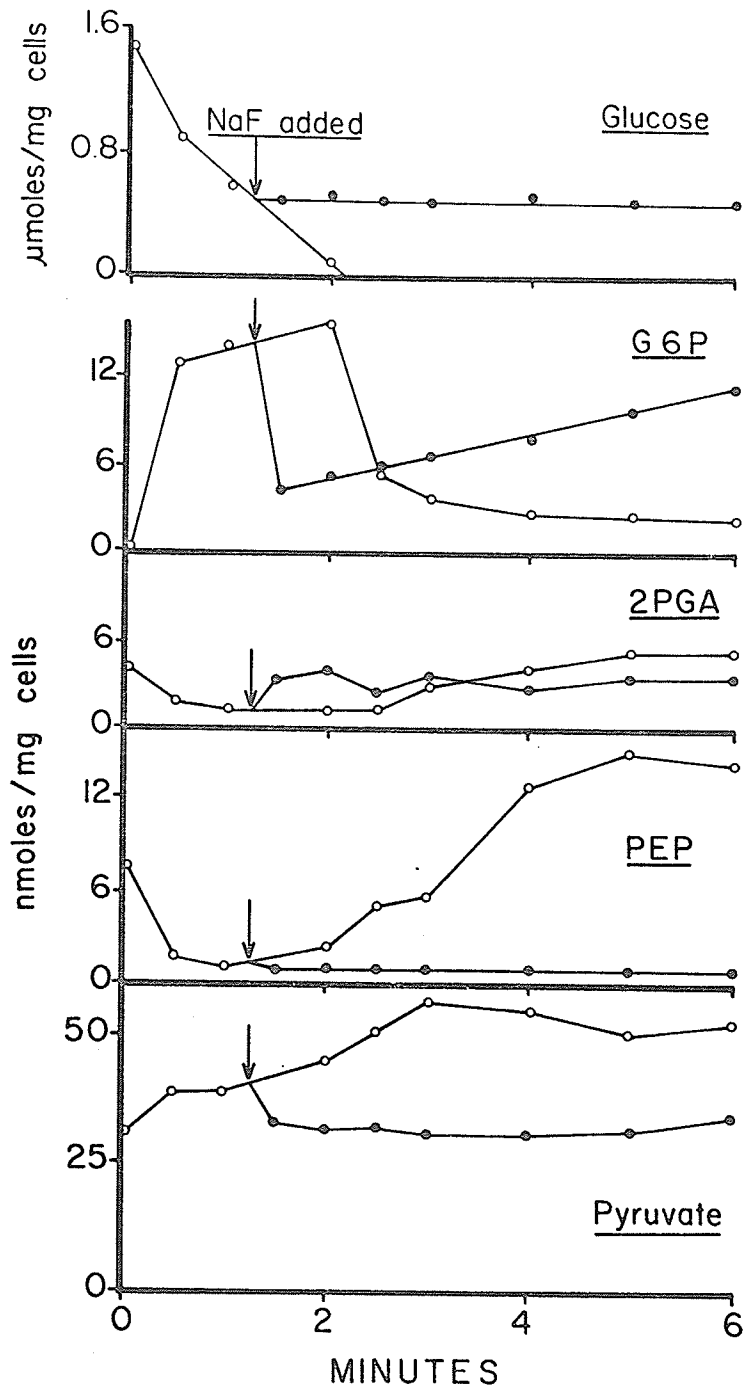 μmoles/mg cells
1.6
0.8
0
NaF added
Glucose
12
6
0
G6P
nmoles/mg cells
6
0
2PGA
12
6
0
PEP
50
25
0
Pyruvate
0 2 4 6
MINUTES